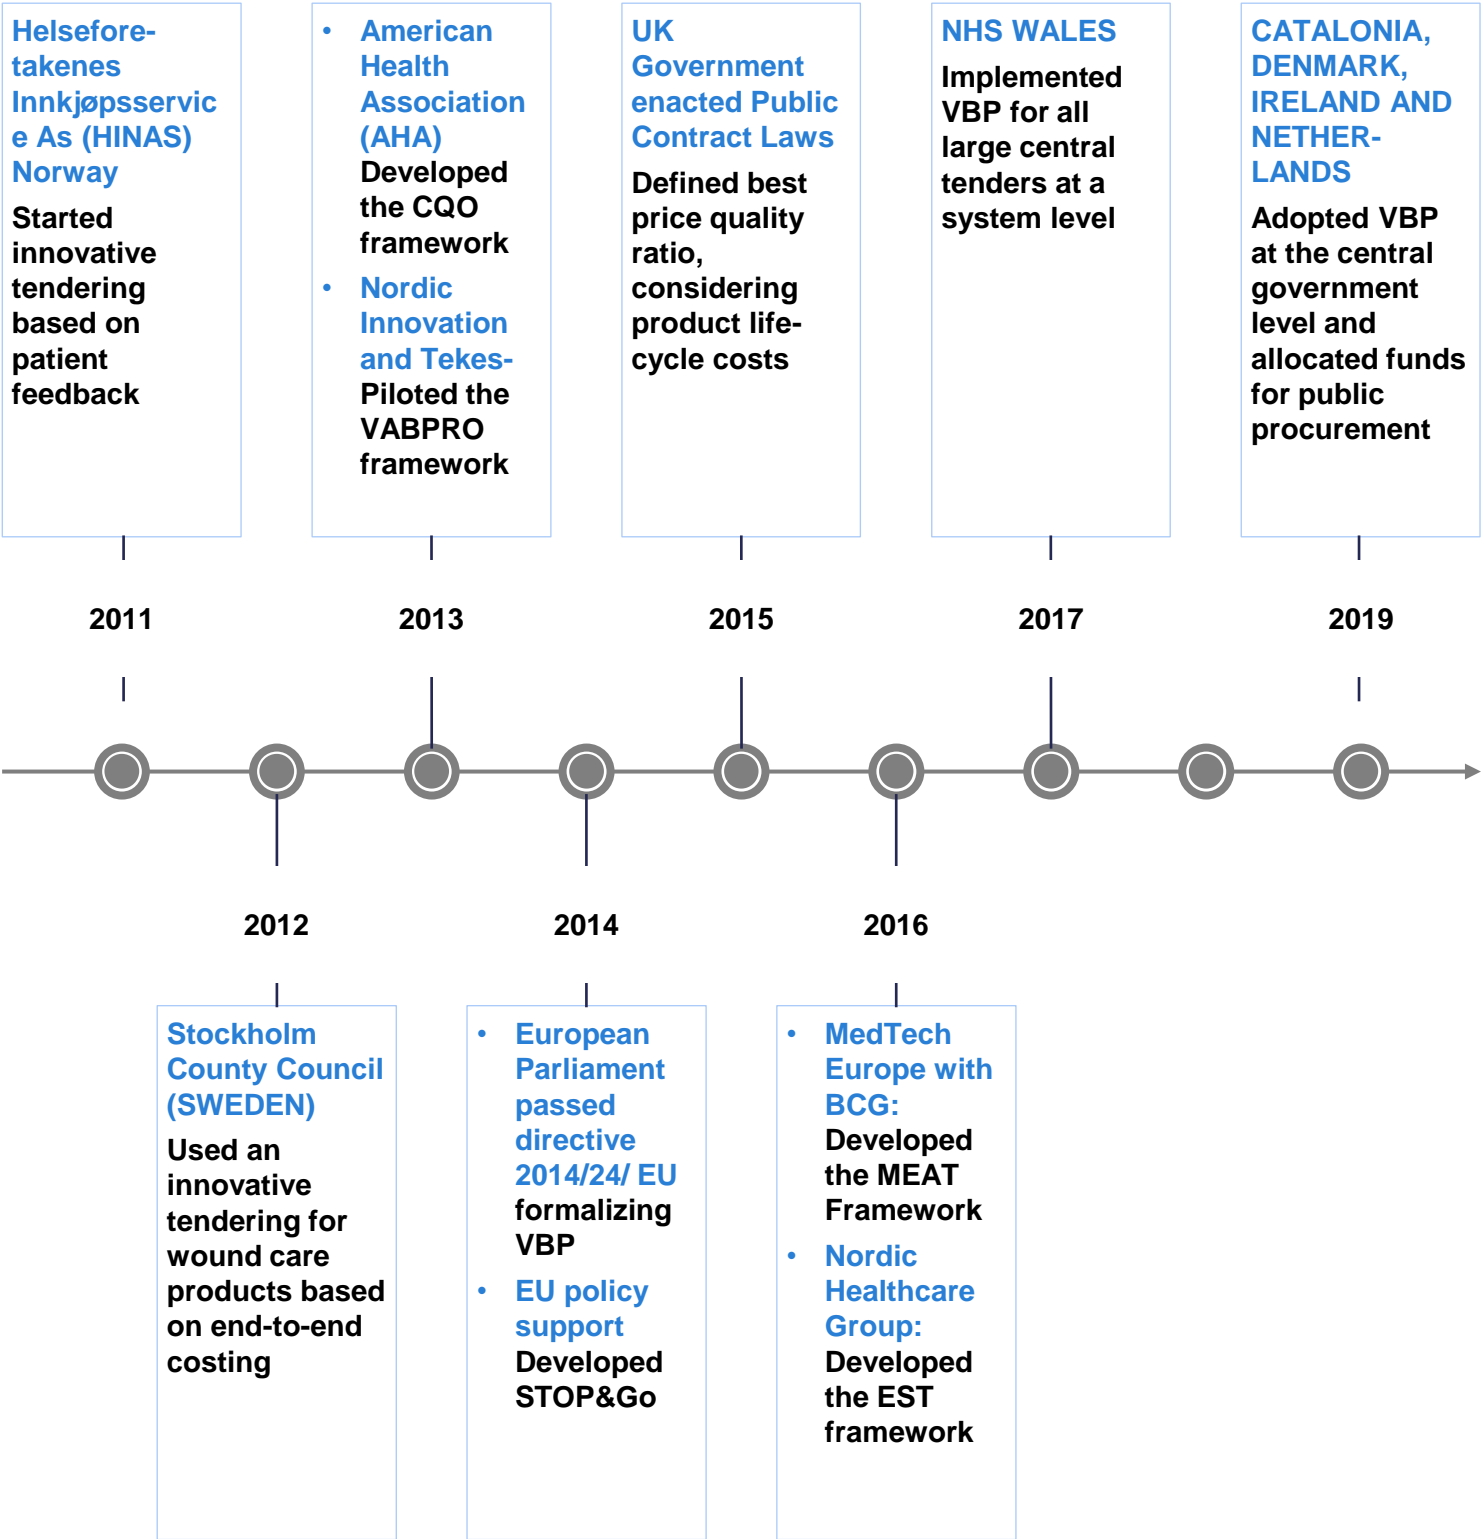 Helsefore-
takenes
Innkjøpsservic
e As (HINAS)
Norway
Started
innovative
tendering
based on
patient
feedback
• American
Health
Association
(AHA)
Developed
the CQO
framework
• Nordic
Innovation
and Tekes-
Piloted the
VABPRO
framework
UK
Government
enacted Public
Contract Laws
Defined best
price quality
ratio,
considering
product life-
cycle costs
NHS WALES
Implemented
VBP for all
large central
tenders at a
system level
CATALONIA,
DENMARK,
IRELAND AND
NETHER-
LANDS
Adopted VBP
at the central
government
level and
allocated funds
for public
procurement
2011
2013
2015
2017
2019
2012
2014
2016
Stockholm
County Council
(SWEDEN)
Used an
innovative
tendering for
wound care
products based
on end-to-end
costing
• European
Parliament
passed
directive
2014/24/ EU
formalizing
VBP
• EU policy
support
Developed
STOP&Go
• MedTech
Europe with
BCG:
Developed
the MEAT
Framework
• Nordic
Healthcare
Group:
Developed
the EST
framework